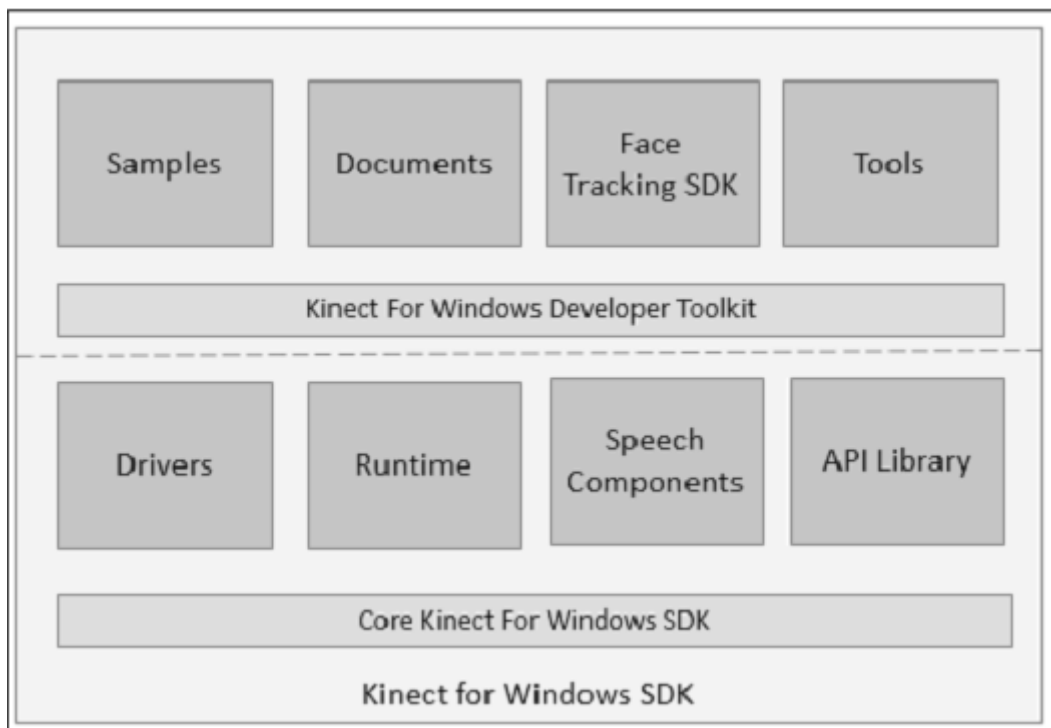 Samples
Documents
Face
Tracking SDK
Tools
Kinect For Windows Developer Toolkit
Drivers
Runtime
Speech
Components
API Library
Core Kinect For Windows SDK
Kinect for Windows SDK